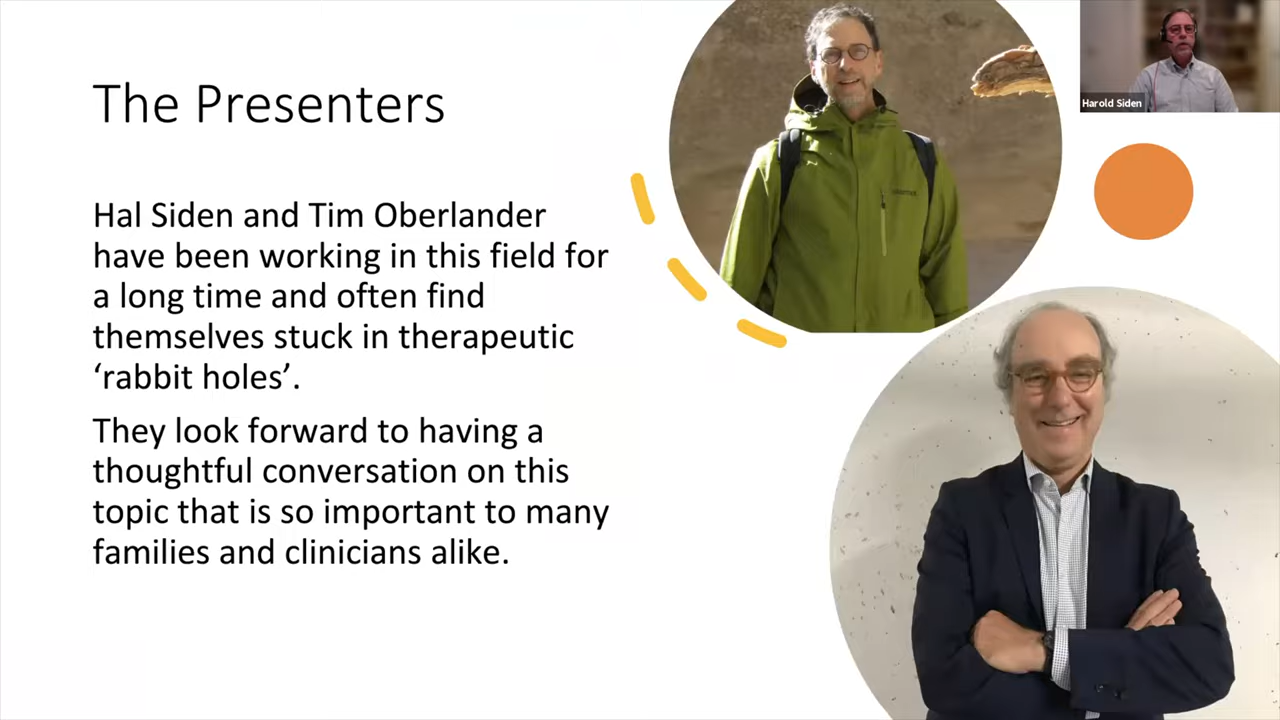 The Presenters
Hal Siden and Tim Oberlander
have been working in this field for
a long time and often find
themselves stuck in therapeutic
‘rabbit holes’.
They look forward to having a
thoughtful conversation on this
topic that is so important to many
families and clinicians alike.
Harold Siden